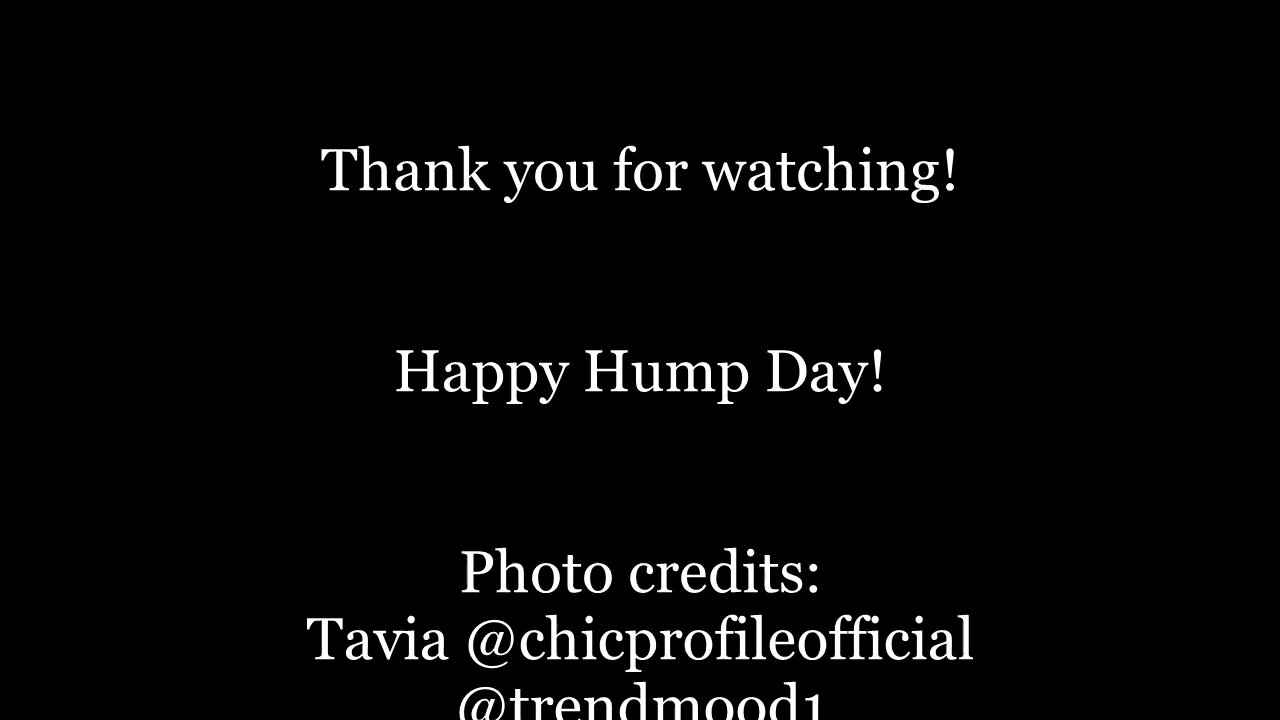 Thank you for watching!
Happy Hump Day!
Photo credits:
Tavia @chicprofileofficial
@trendmood1